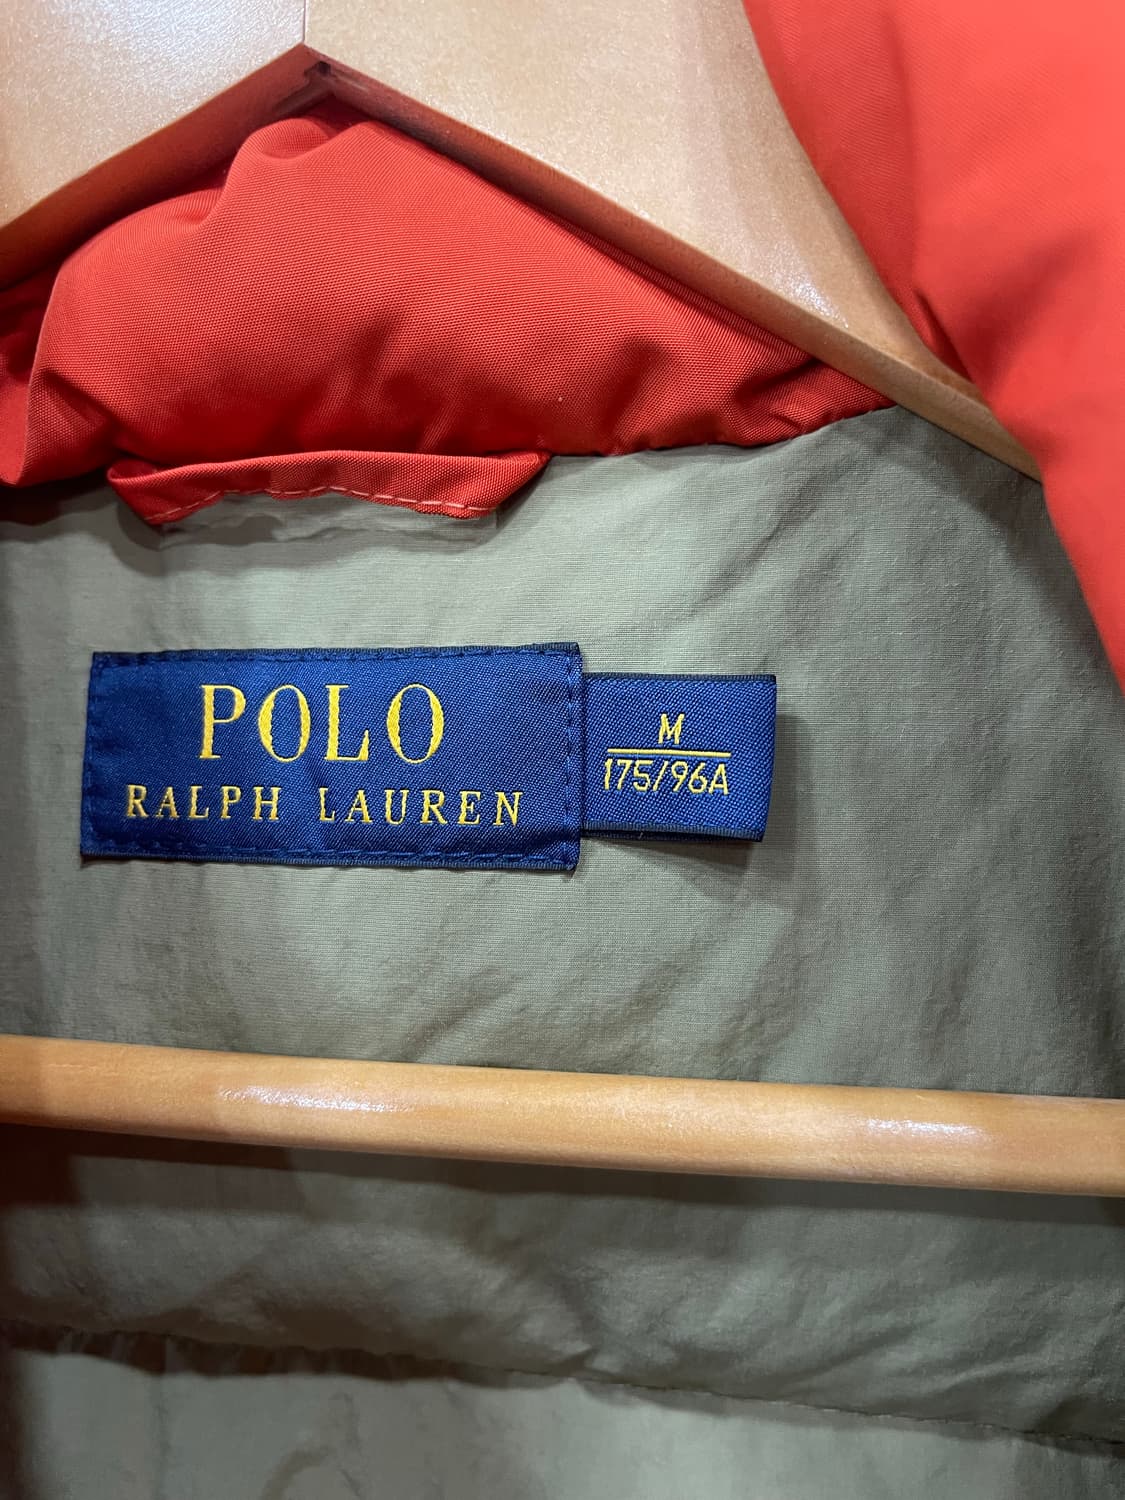 POLO
RALPH LAUREN
M
175/96A